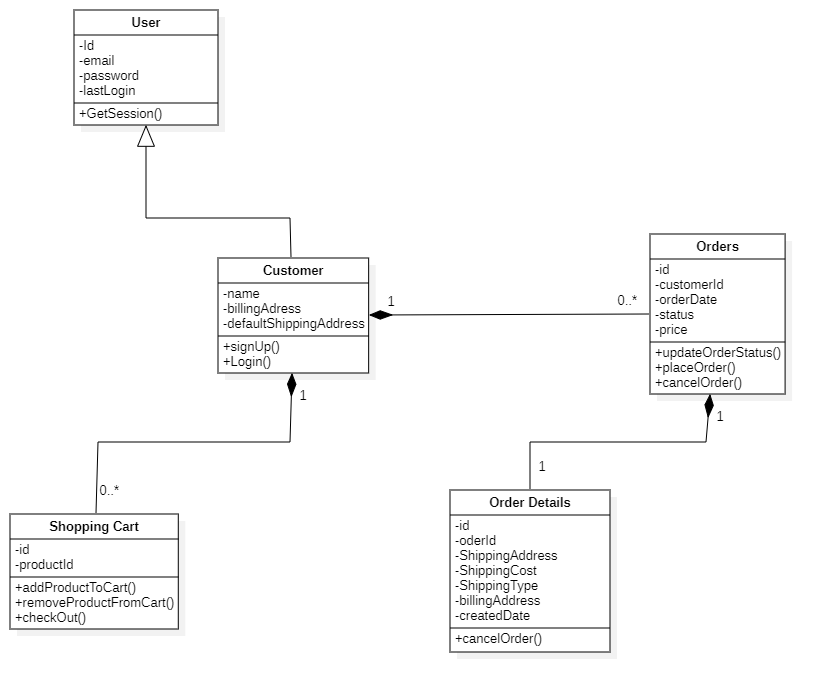 User
-Id
-email
-password
-lastLogin
+GetSession()
Customer
-name
-billingAdress
-defaultShippingAddress
+signUp()
+Login()
1
0..*
Orders
-id
-customerId
-orderDate
-status
-price
+updateOrderStatus()
+placeOrder()
+cancelOrder()
1
1
0..*
1
Shopping Cart
-id
-productId
+addProductToCart()
+removeProductFromCart()
+checkOut()
Order Details
-id
-oderId
-ShippingAddress
-ShippingCost
-ShippingType
-billingAddress
-createdDate
+cancelOrder()